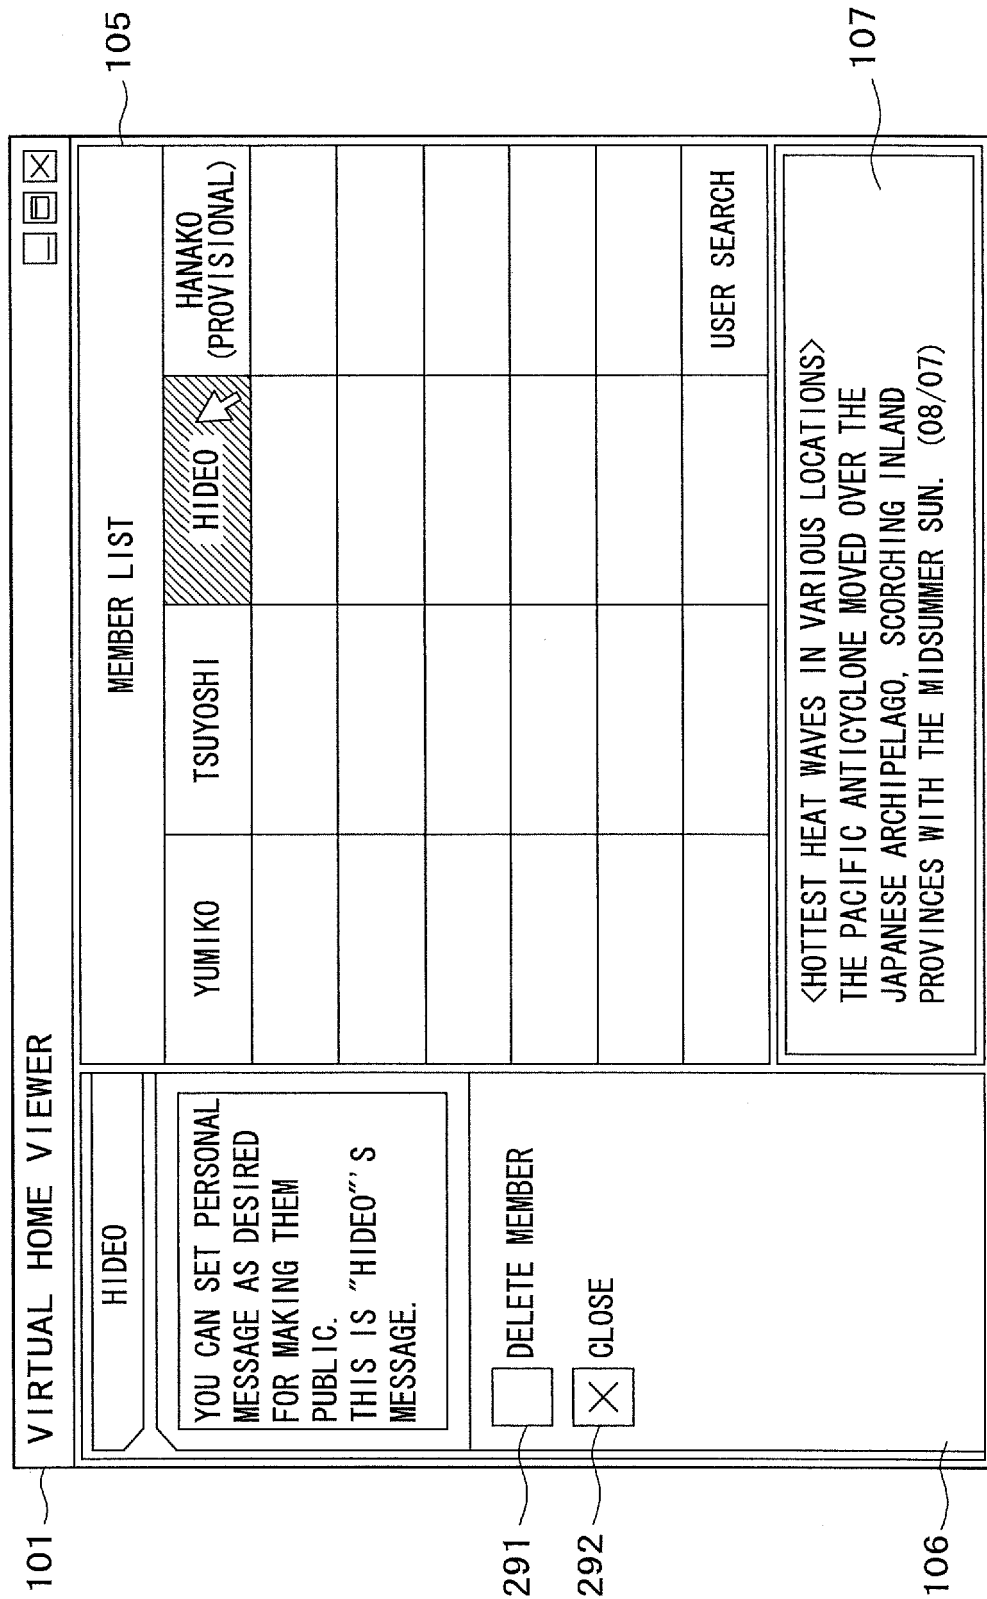 101
VIRTUAL HOME VIEWER
105
HIDEO
YOU CAN SET PERSONAL
MESSAGE AS DESIRED
FOR MAKING THEM
PUBLIC.
THIS IS "HIDEO"'S
MESSAGE.
291
DELETE MEMBER
292
CLOSE
106
MEMBER LIST
YUMIKO
TSUYOSHI
HIDEO
HANAKO
(PROVISIONAL)
USER SEARCH
<HOTTEST HEAT WAVES IN VARIOUS LOCATIONS>
THE PACIFIC ANTICYCLONE MOVED OVER THE
JAPANESE ARCHIPELAGO, SCORCHING INLAND
PROVINCES WITH THE MIDSUMMER SUN. (08/07)
107